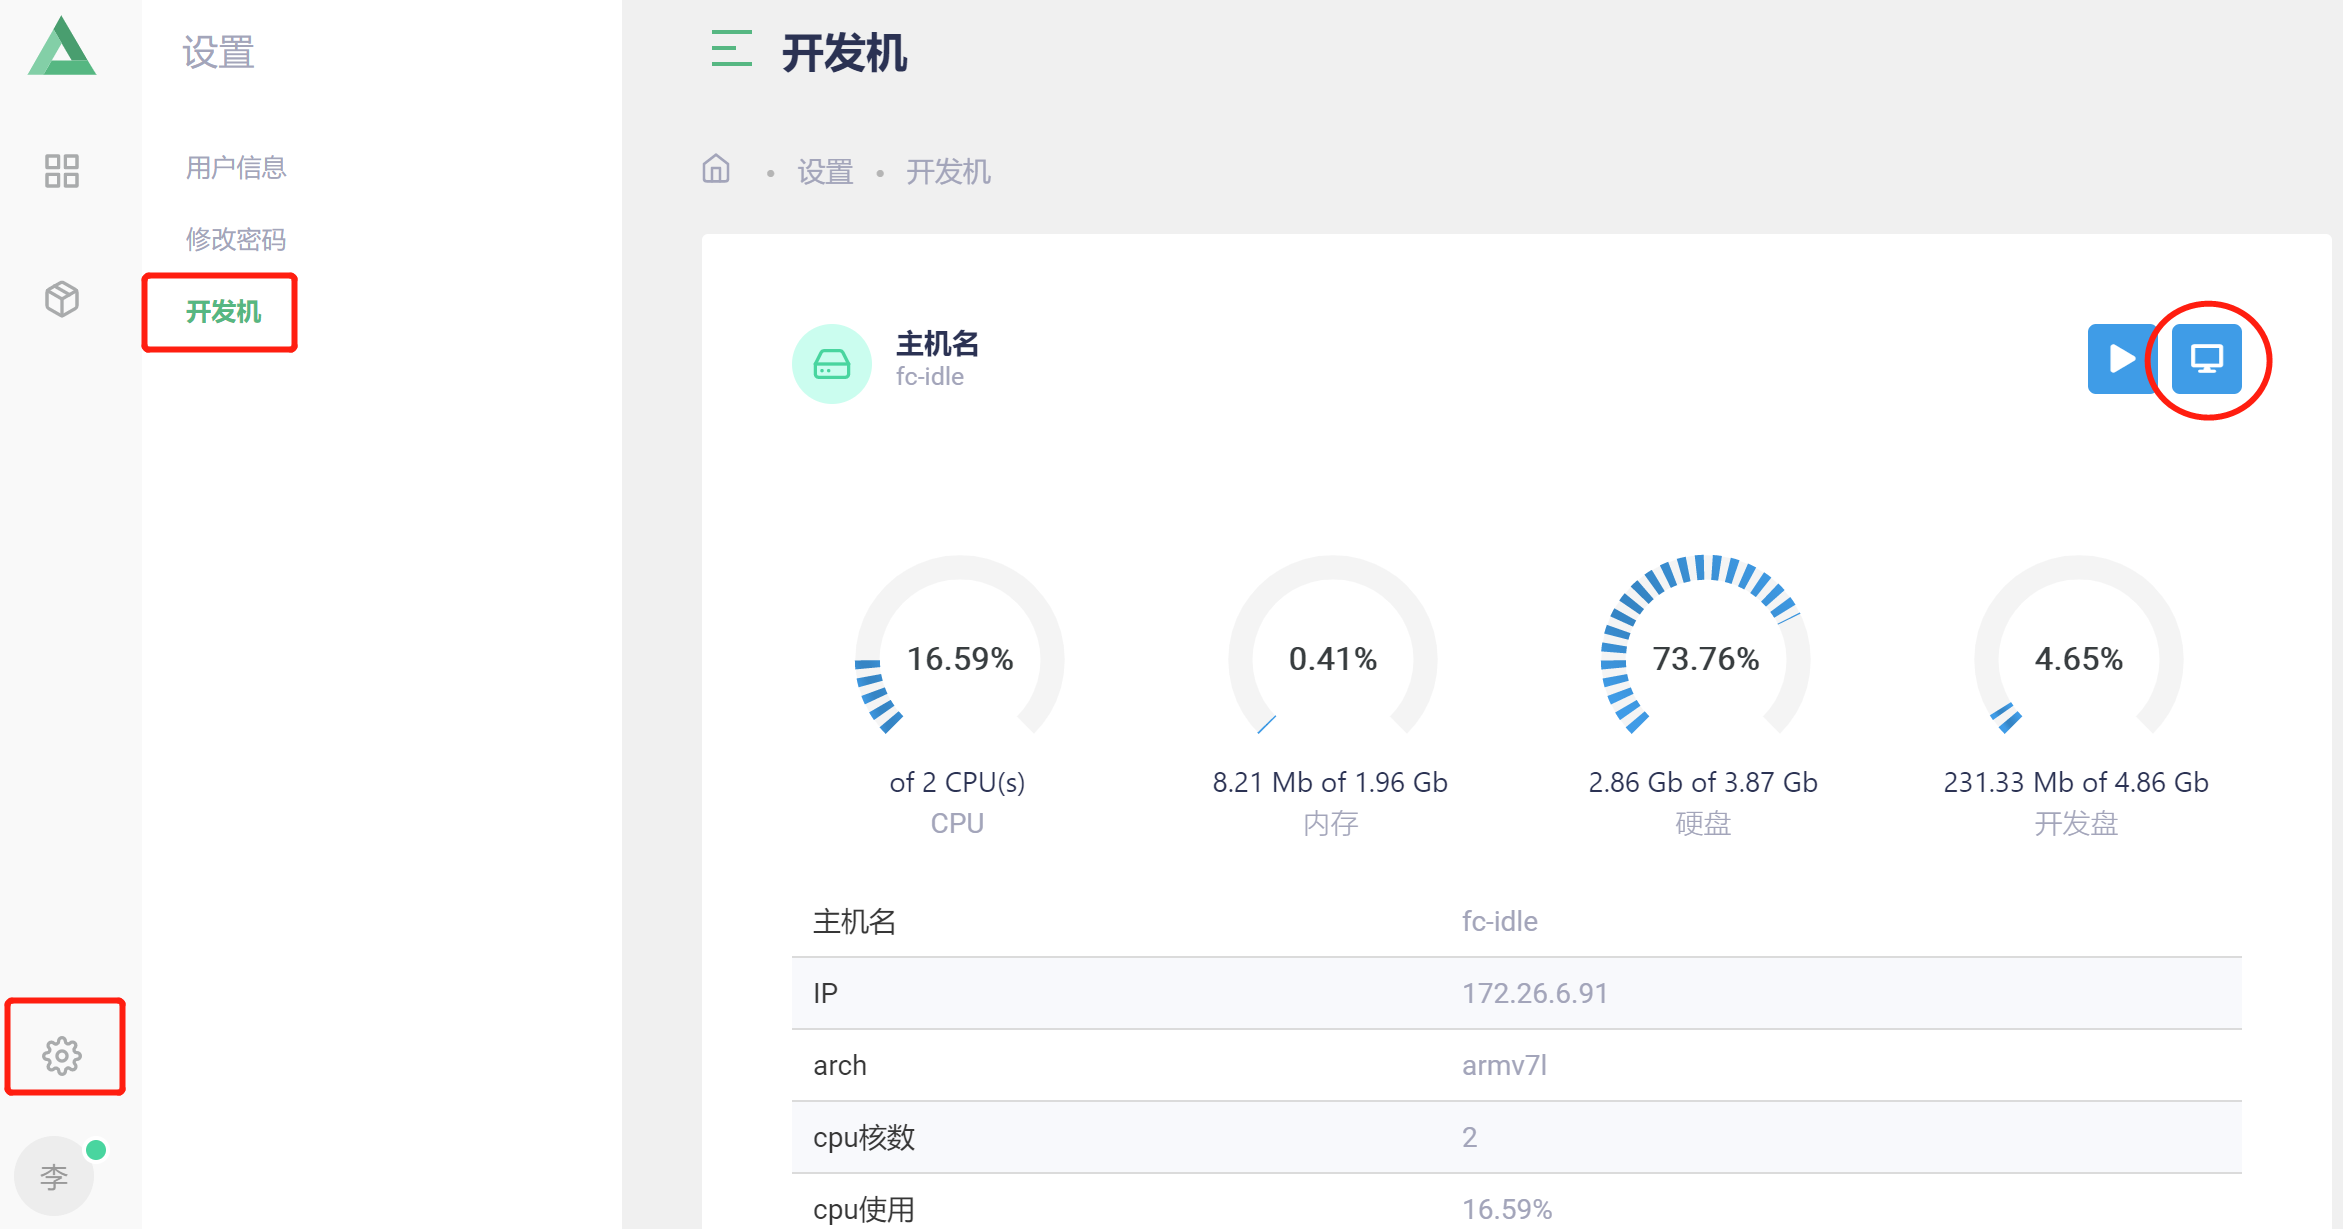 设置
用户信息
修改密码
开发机
李
开发机
设置 • 开发机
主机名
fc-idle
16.59%
of 2 CPU(s)
CPU
0.41%
8.21 Mb of 1.96 Gb
内存
73.76%
2.86 Gb of 3.87 Gb
硬盘
4.65%
231.33 Mb of 4.86 Gb
开发盘
主机名 fc-idle
IP 172.26.6.91
arch armv7l
cpu核数 2
cpu使用 16.59%